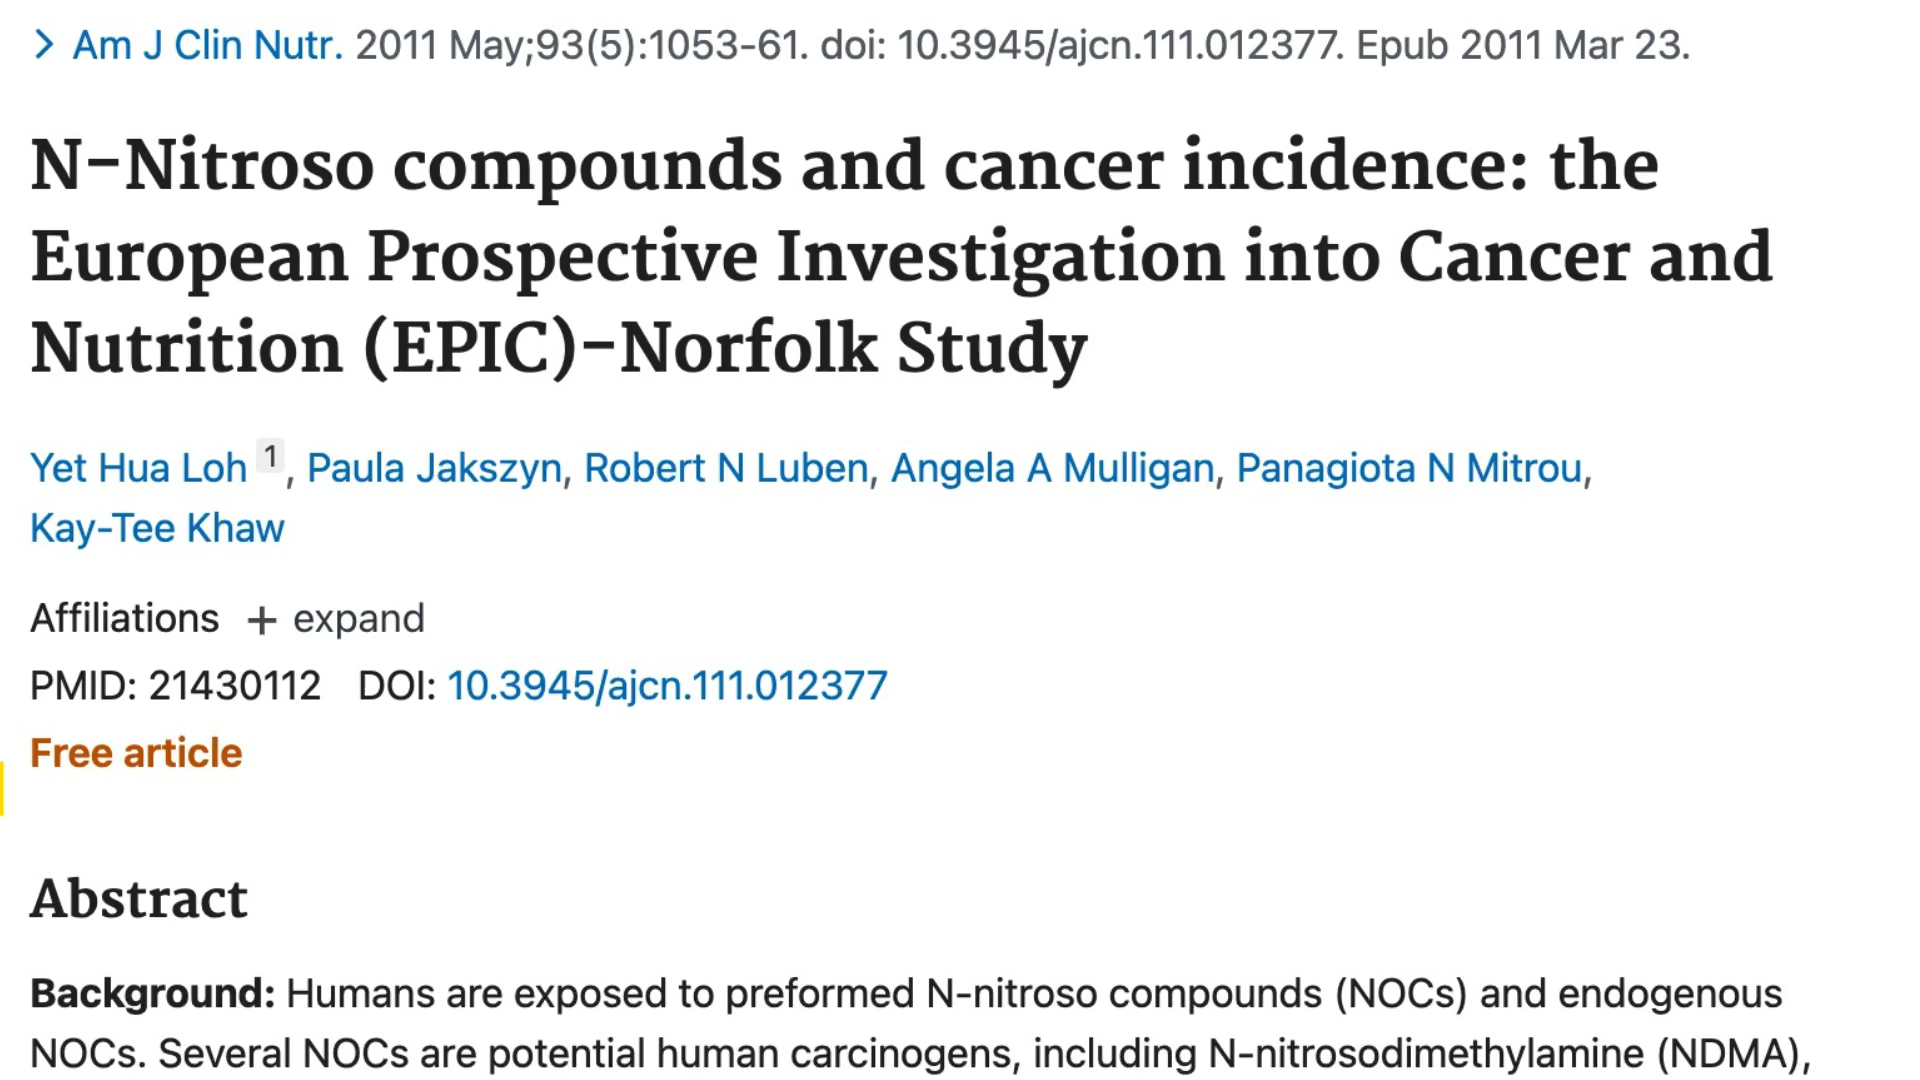 > Am J Clin Nutr. 2011 May;93(5):1053-61. doi: 10.3945/ajcn.111.012377. Epub 2011 Mar 23.
N-Nitroso compounds and cancer incidence: the
European Prospective Investigation into Cancer and
Nutrition (EPIC)-Norfolk Study
Yet Hua Loh 1, Paula Jakszyn, Robert N Luben, Angela A Mulligan, Panagiota N Mitrou,
Kay-Tee Khaw
Affiliations + expand
PMID: 21430112 DOI: 10.3945/ajcn.111.012377
Free article
Abstract
Background: Humans are exposed to preformed N-nitroso compounds (NOCs) and endogenous
NOCs. Several NOCs are potential human carcinogens, including N-nitrosodimethylamine (NDMA),